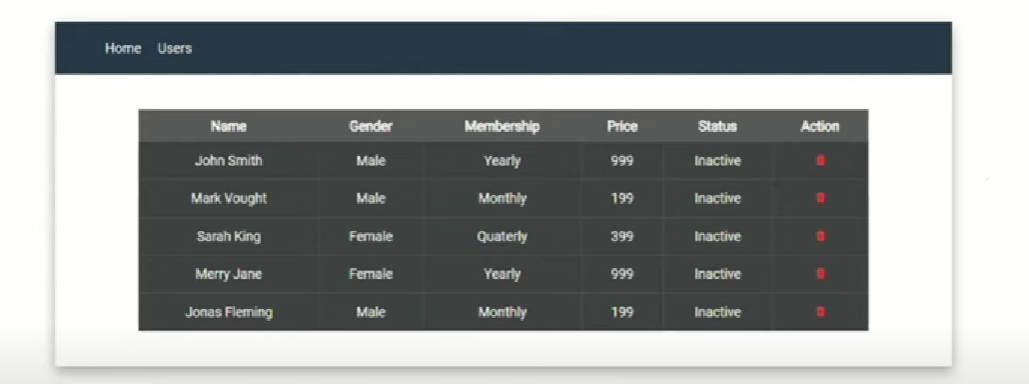 Home Users
Name Gender Membership Price Status Action
John Smith Male Yearly 999 Inactive
Mark Vought Male Monthly 199 Inactive
Sarah King Female Quaterly 399 Inactive
Merry Jane Female Yearly 999 Inactive
Jonas Fleming Male Monthly 199 Inactive